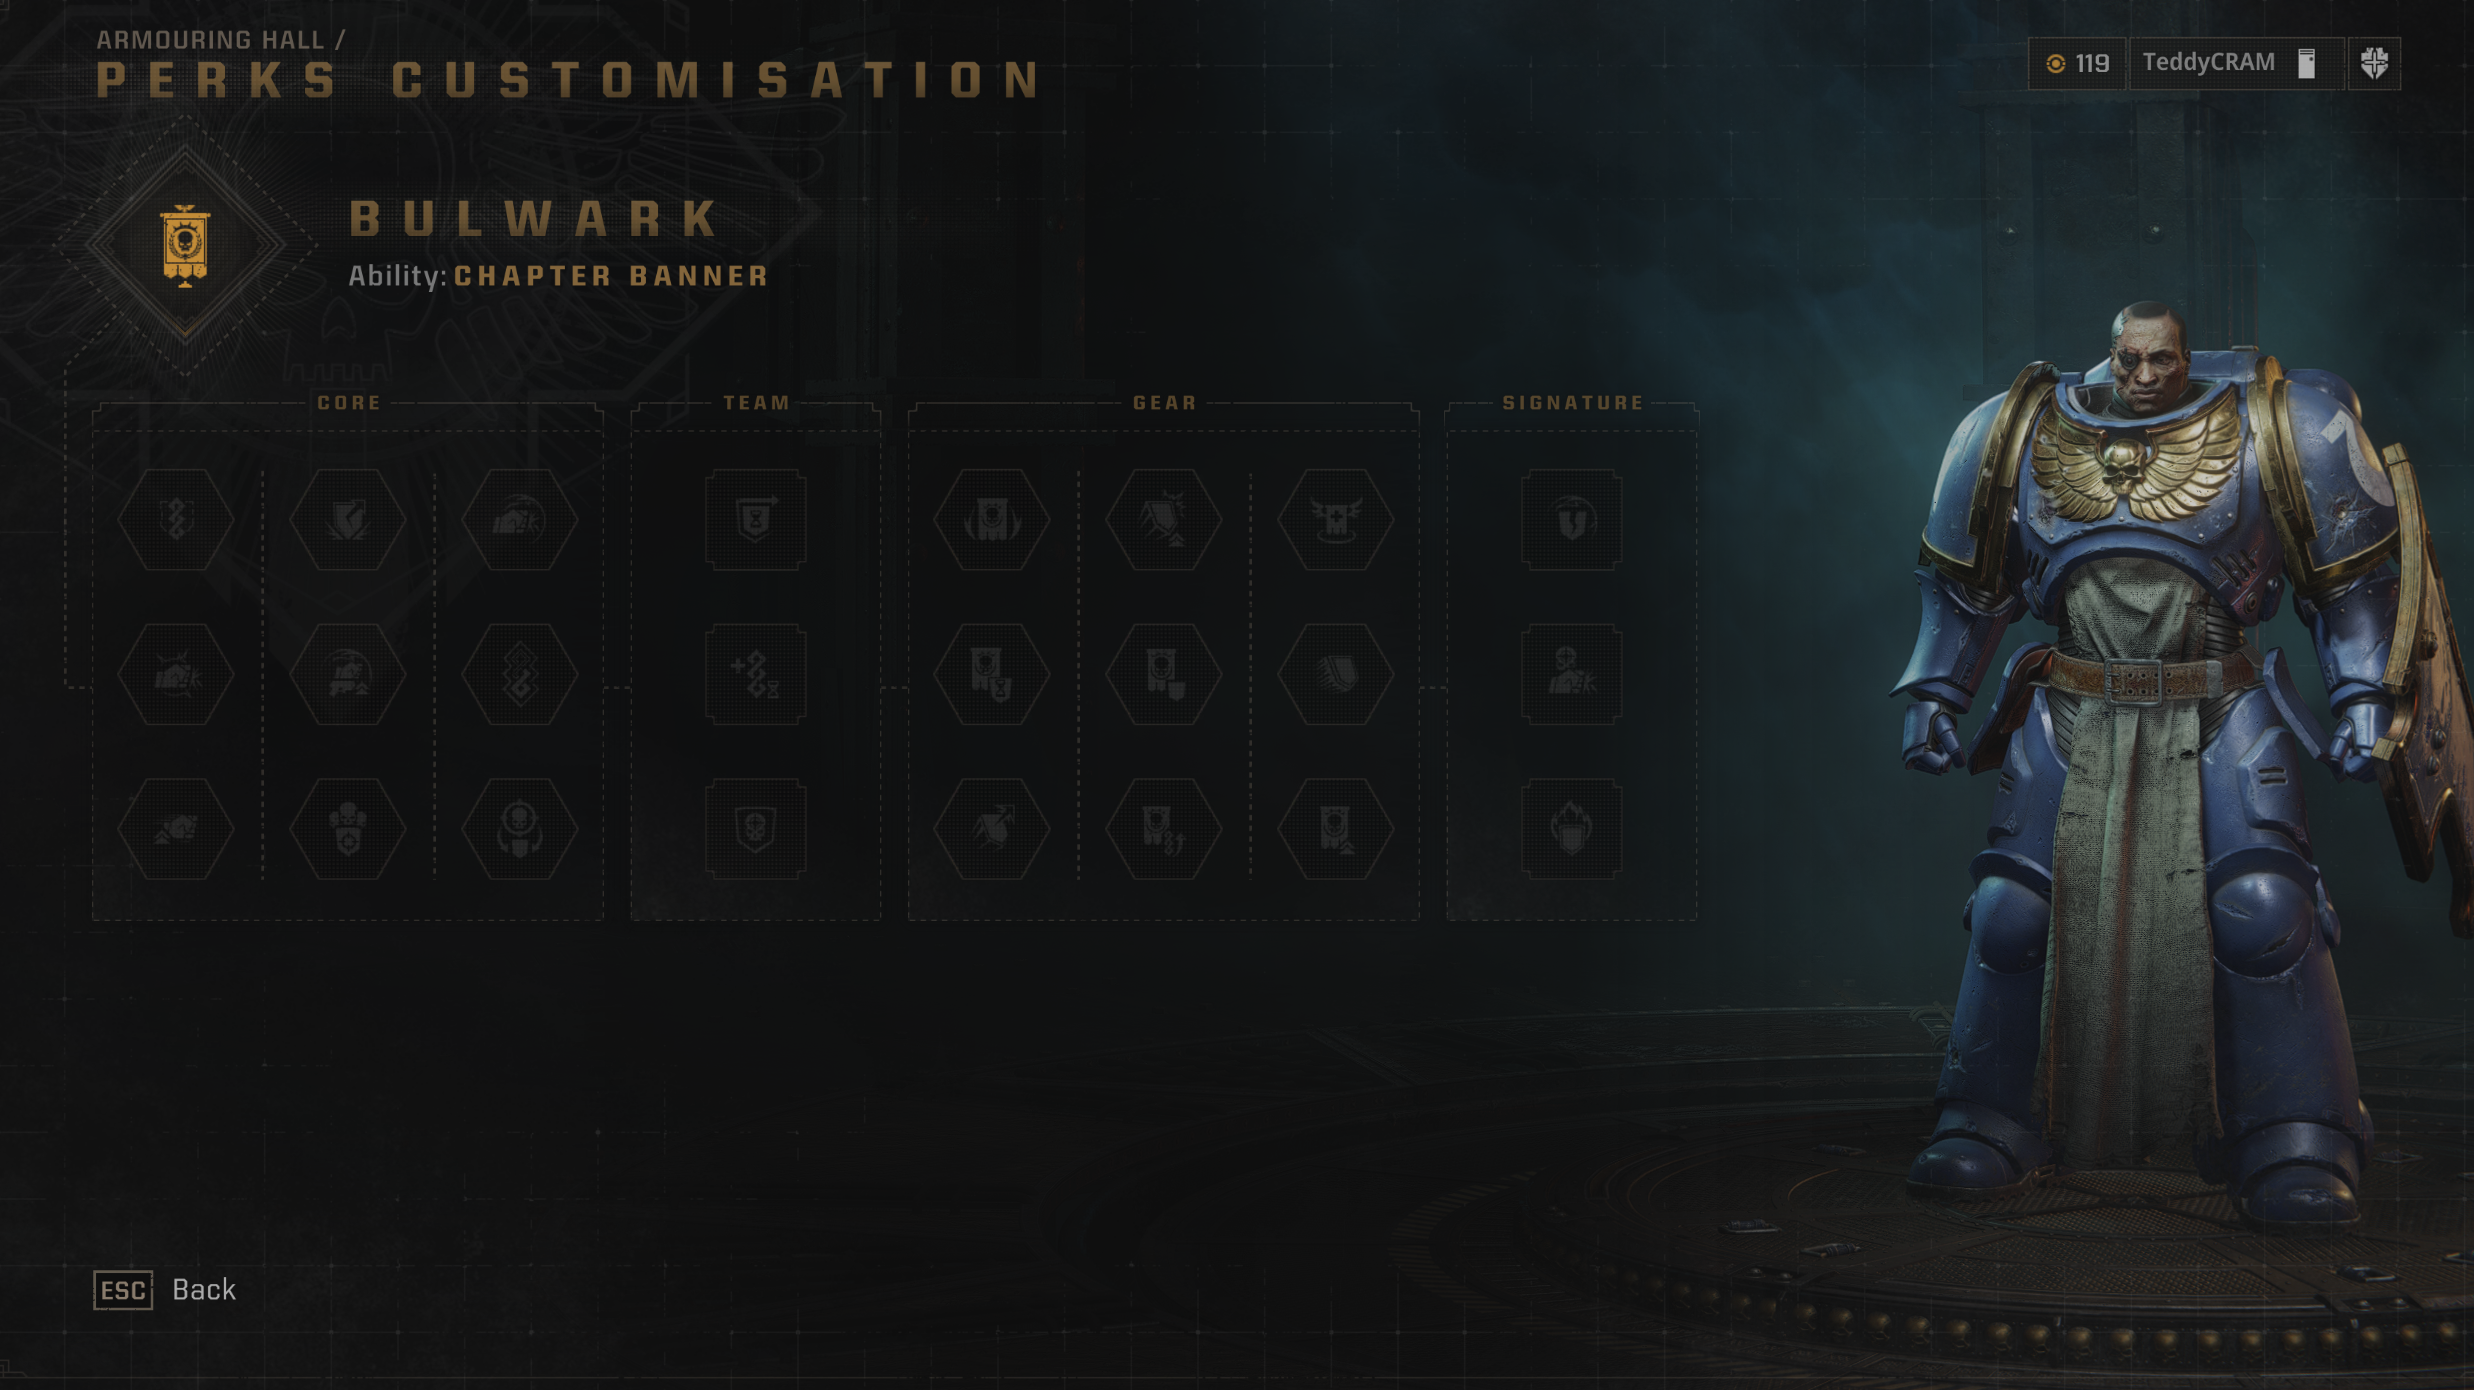 ARMOURING HALL /
PERKS CUSTOMISATION
119
TeddyCRAM
BULWARK
Ability: CHAPTER BANNER
CORE
TEAM
GEAR
SIGNATURE
ESC Back